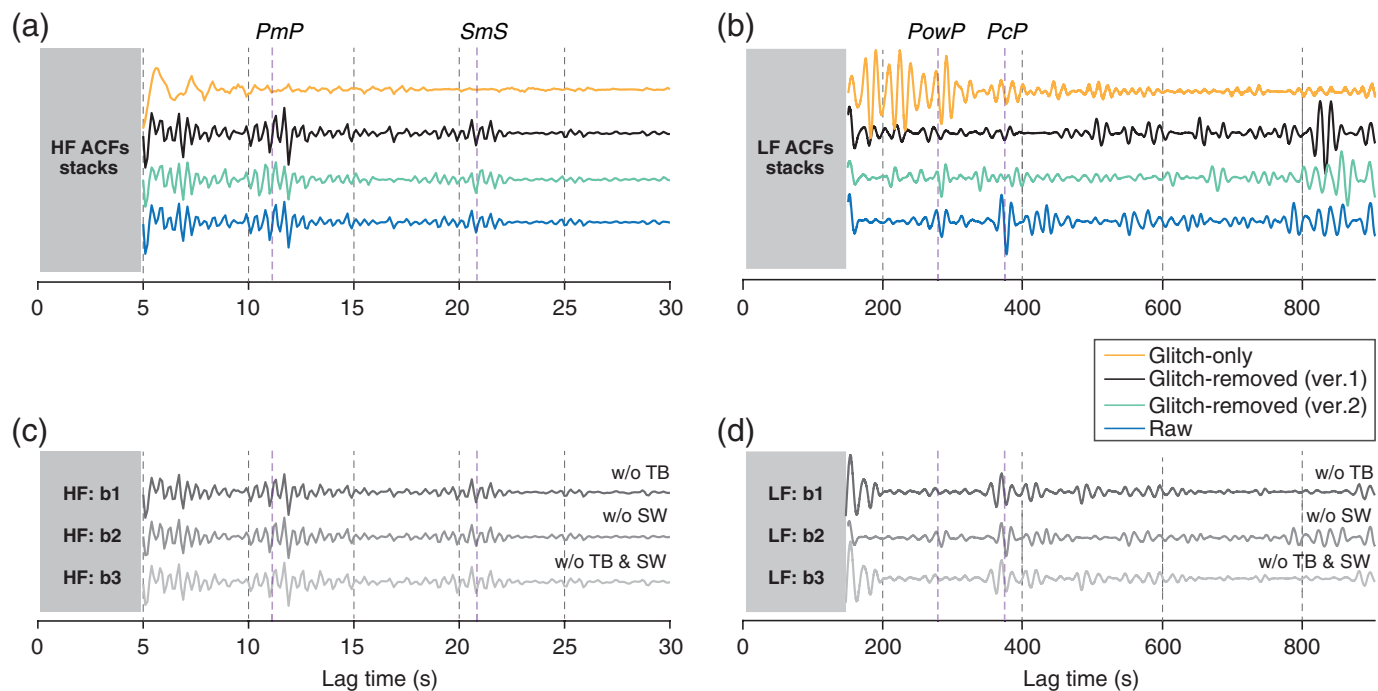 (a)
PmP
SmS
HF ACFs
stacks
0 5 10 15 20 25 30
(b)
PowP PcP
LF ACFs
stacks
0 200 400 600 800
Glitch-only
Glitch-removed (ver.1)
Glitch-removed (ver.2)
Raw
(c)
HF: b1
w/o TB
HF: b2
w/o SW
HF: b3
w/o TB & SW
0 5 10 15 20 25 30
Lag time (s)
(d)
LF: b1
w/o TB
LF: b2
w/o SW
LF: b3
w/o TB & SW
0 200 400 600 800
Lag time (s)